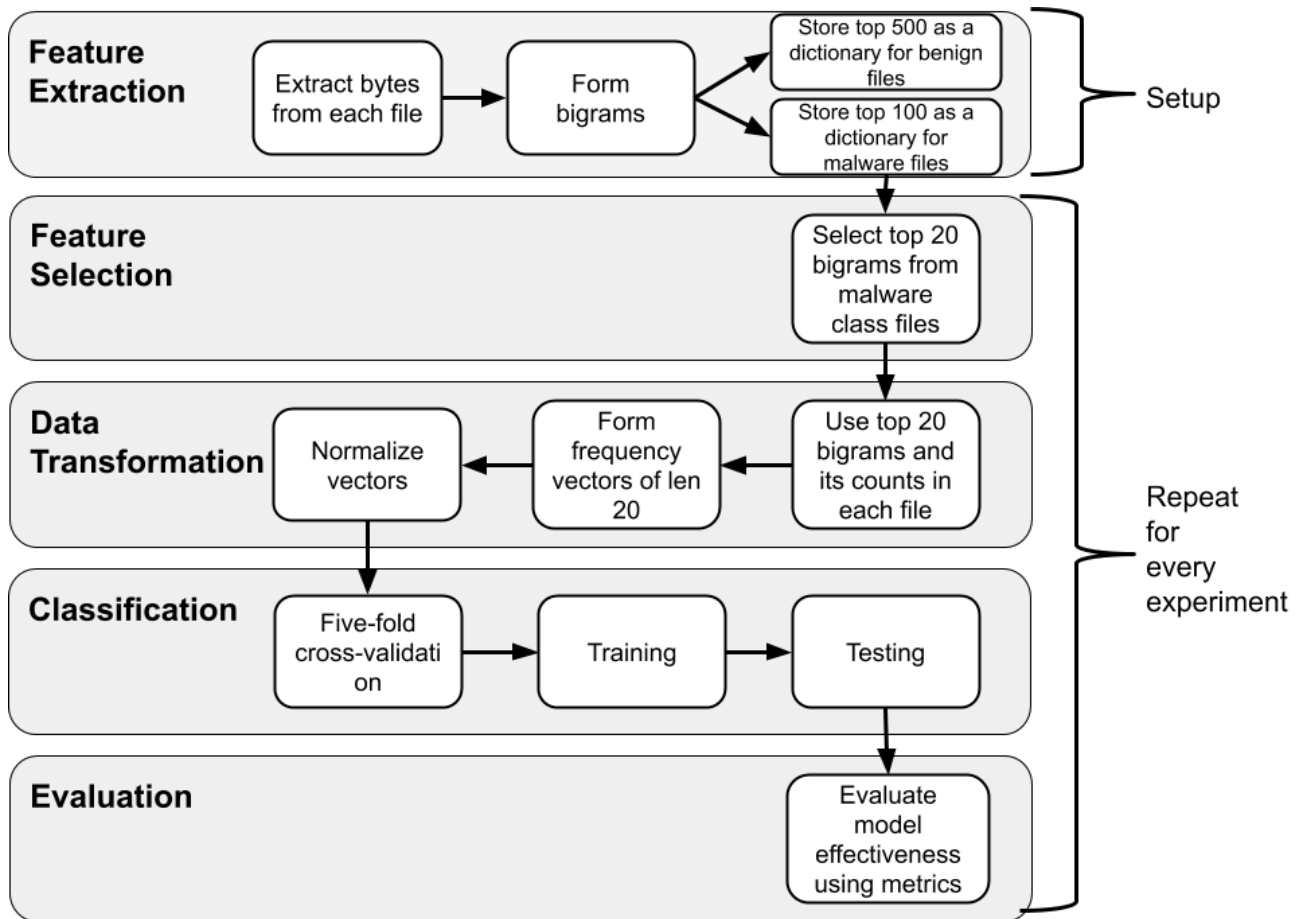 Feature
Extraction
Extract bytes
from each file
Form
bigrams
Store top 500 as a
dictionary for benign
files
Store top 100 as a
dictionary for
malware files
Setup
Feature
Selection
Select top 20
bigrams from
malware
class files
Data
Transformation
Normalize
vectors
Form
frequency
vectors of len
20
Use top 20
bigrams and
its counts in
each file
Repeat
for
every
experiment
Classification
Five-fold
cross-validati
on
Training
Testing
Evaluation
Evaluate
model
effectiveness
using metrics